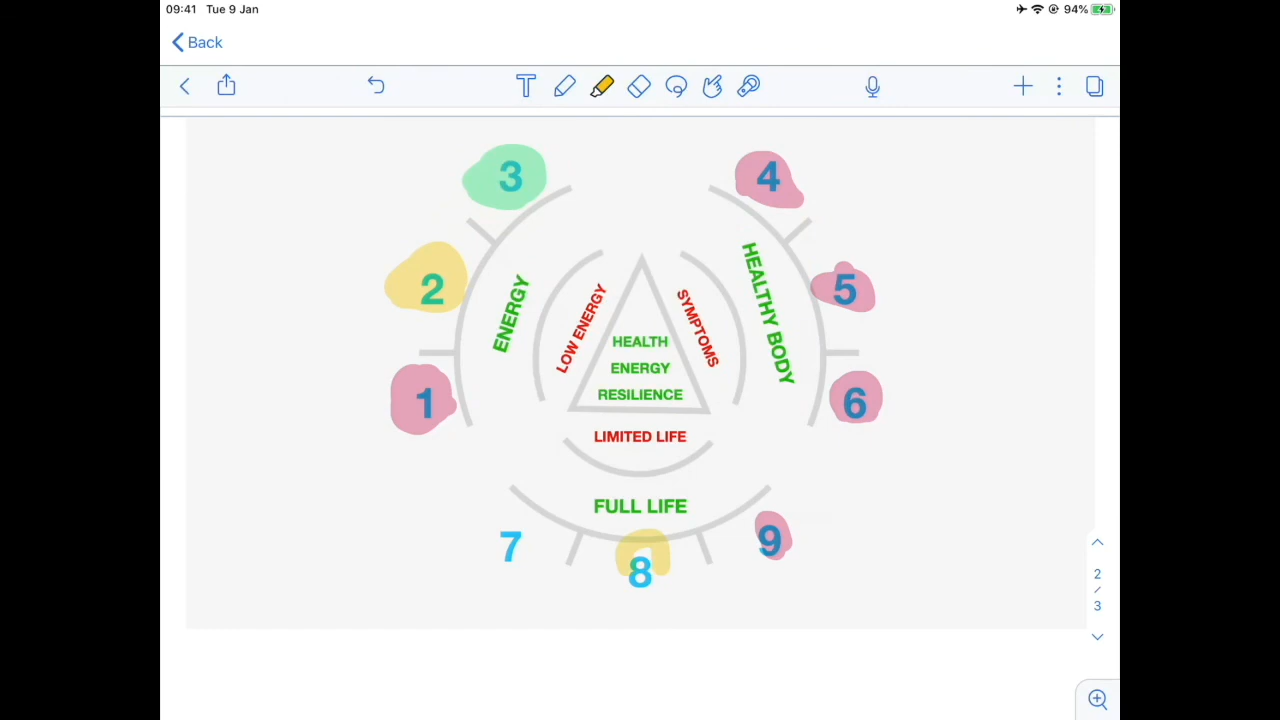 09:41 Tue 9 Jan
94%
Back
T
3
4
2
5
1
6
ENERGY
LOW ENERGY
SYMPTOMS
HEALTHY BODY
HEALTH
ENERGY
RESILIENCE
LIMITED LIFE
FULL LIFE
7
8
9
2
/
3